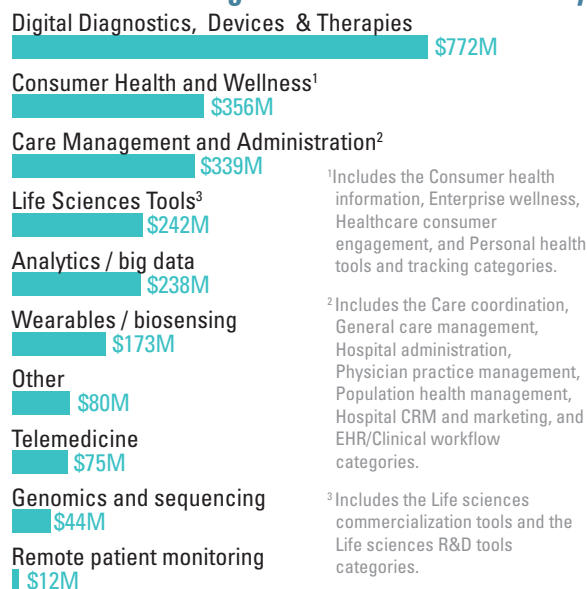 Digital Diagnostics, Devices & Therapies
$772M
Consumer Health and Wellness¹
$356M
Care Management and Administration²
$339M
Life Sciences Tools³
$242M
Analytics / big data
$238M
Wearables / biosensing
$173M
Other
$80M
Telemedicine
$75M
Genomics and sequencing
$44M
Remote patient monitoring
$12M
¹Includes the Consumer health
information, Enterprise wellness,
Healthcare consumer
engagement, and Personal health
tools and tracking categories.
² Includes the Care coordination,
General care management,
Hospital administration,
Physician practice management,
Population health management,
Hospital CRM and marketing, and
EHR/Clinical workflow
categories.
³ Includes the Life sciences
commercialization tools and the
Life sciences R&D tools
categories.